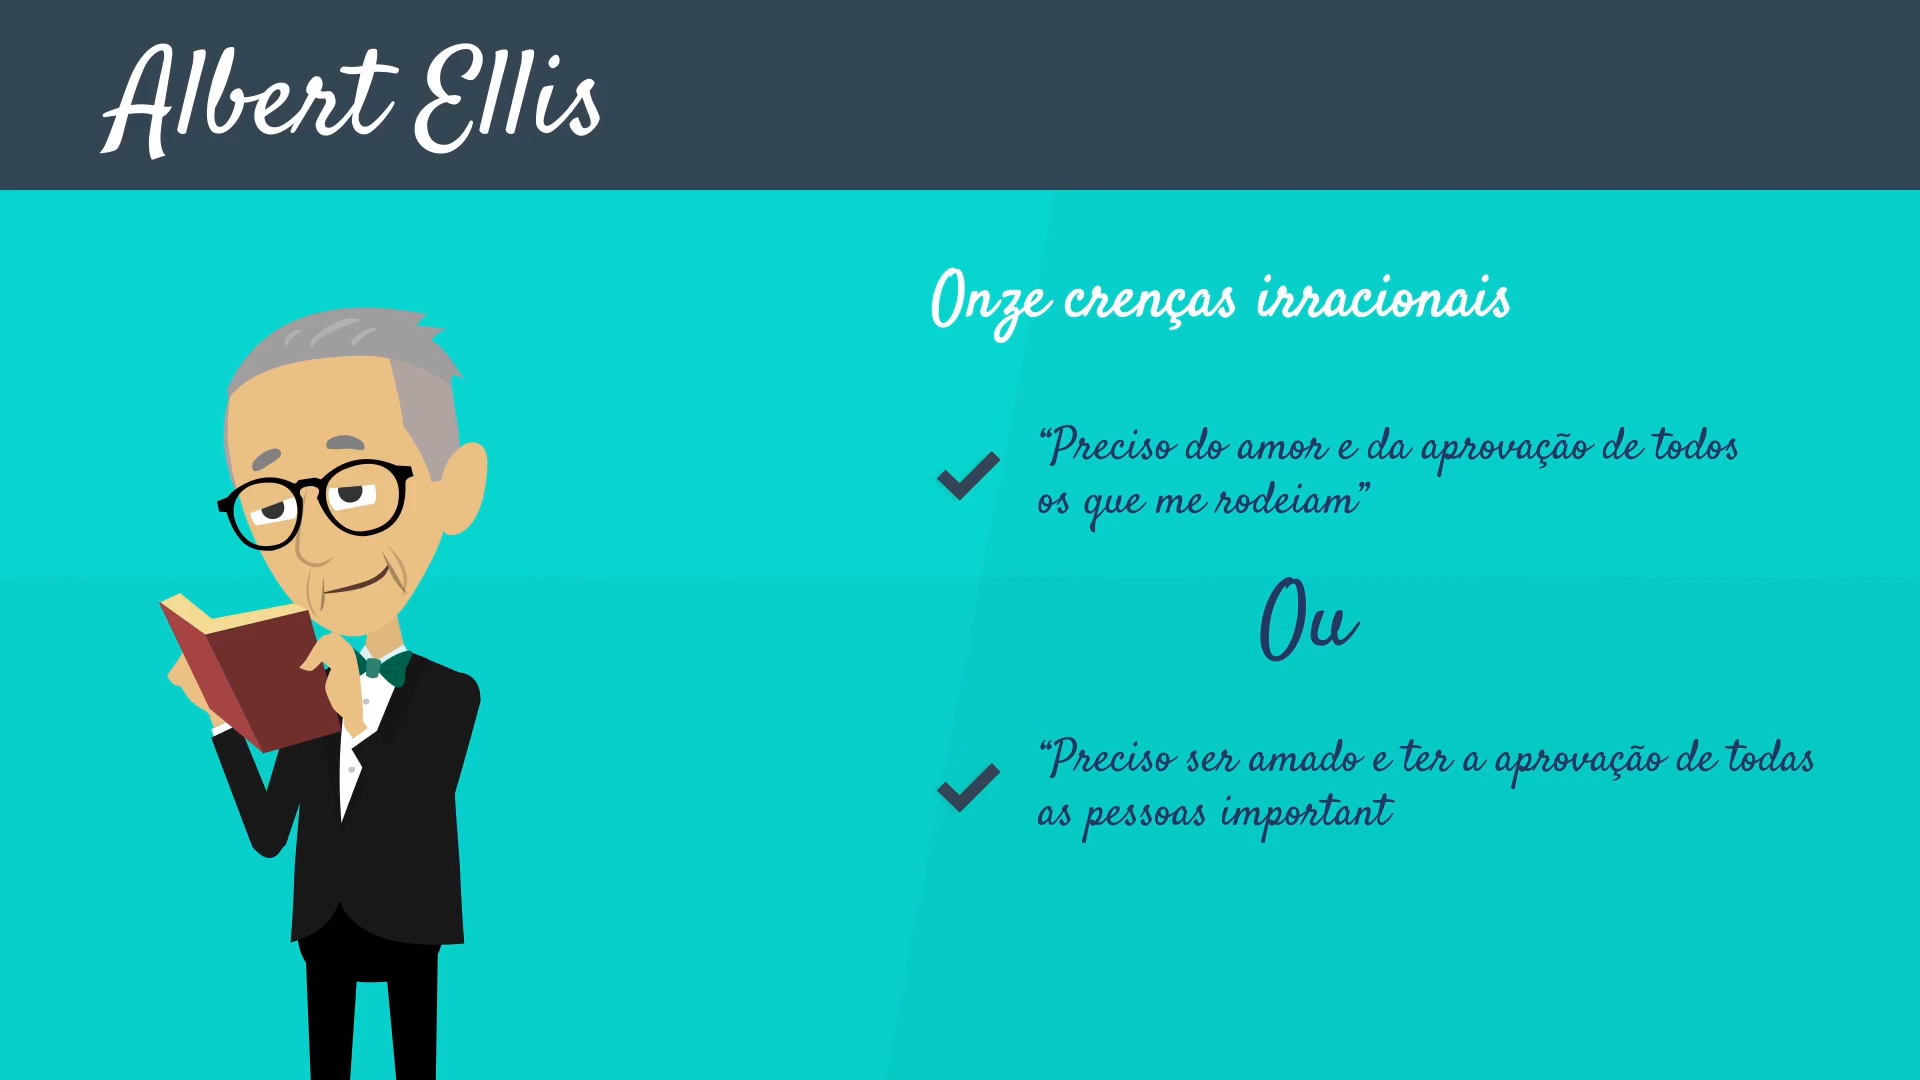 Albert Ellis
Onze crenças irracionais
“Preciso do amor e da aprovação de todos
os que me rodeiam”
Ou
“Preciso ser amado e ter a aprovação de todas
as pessoas important